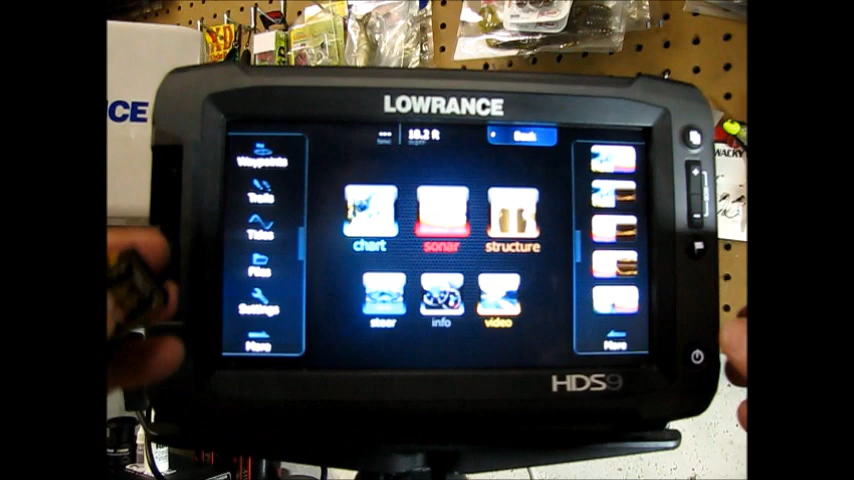 CE
LOWRANCE
18.2 ft
Back
Waypoints
Trails
Tides
Files
Settings
More
chart
sonar
structure
steer
info
video
More
WACKY
HDS9